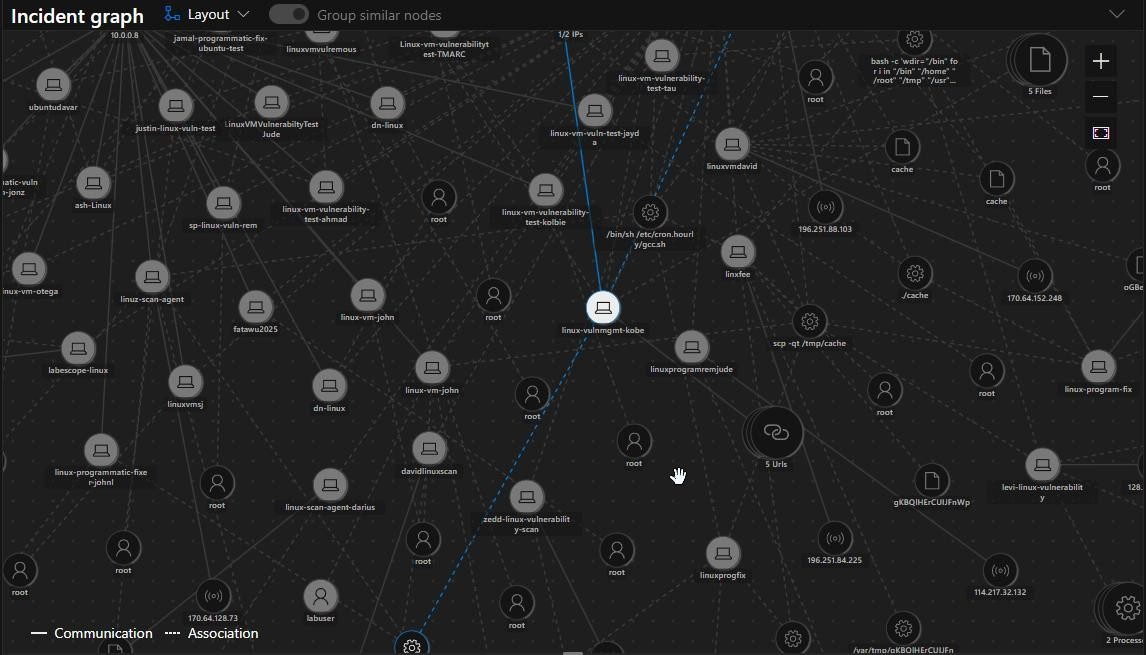 Incident graph
Layout
Group similar nodes
10.0.0.8
jamal-programmatic-fix-
ubuntu-test
linuxvmvulremous
Linux-vm-vulnerabilityt
est-TMARC
1/2 IPs
linux-vm-vulnerability-
test-tau
root
bash -c 'wdir="/bin" fo
r i in "/bin" "/home" "
/root" "/tmp" "/usr"...
5 Files
ubuntudavar
justin-linux-vuln-test
LinuxVMVulnerabiltyTest
Jude
dn-linux
linux-vm-vuln-test-jayd
a
linuxvmdavid
cache
root
atic-vuln
n-jonz
ash-Linux
sp-linux-vuln-rem
linux-vm-vulnerability-
test-ahmad
root
linux-vm-vulnerability-
test-kolbie
/bin/sh /etc/cron.hourl
y/gcc.sh
196.251.88.103
cache
linxfee
inux-vm-otega
linuz-scan-agent
fatawu2025
linux-vm-john
root
linux-vulnmgmt-kobe
./cache
170.64.152.248
oGBe
scp -qt /tmp/cache
labescope-linux
linuxvmsj
dn-linux
linux-vm-john
root
linuxprogramremjude
root
root
linux-program-fix
linux-programmatic-fixe
r-johnl
root
linux-scan-agent-darius
davidlinuxscan
root
5 Urls
zedd-linux-vulnerabilit
y-scan
gKBQIHErCUIJFnWp
levi-linux-vulnerabilit
y
128.
root
root
root
root
linuxprogfix
196.251.84.225
114.217.32.132
170.64.128.73
labuser
root
2 Process
/var/tmp/gKBQIHErCUIJFn
Communication
Association